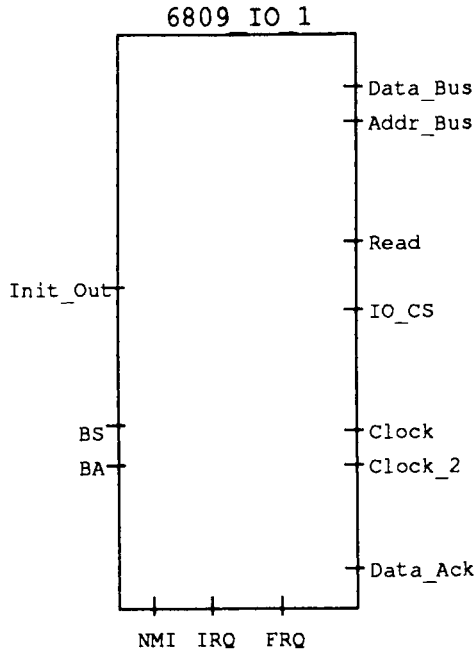 6809_IO_1
Data_Bus
Addr_Bus
Read
Init_Out
IO_CS
BS
Clock
BA
Clock_2
Data_Ack
NMI IRQ FRQ